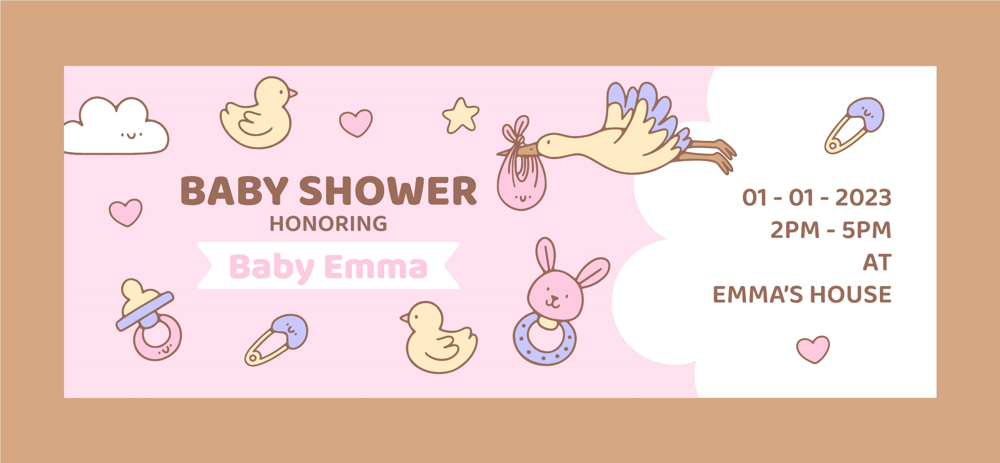 BABY SHOWER
HONORING
Baby Emma
01 - 01 - 2023
2PM - 5PM
AT
EMMA'S HOUSE